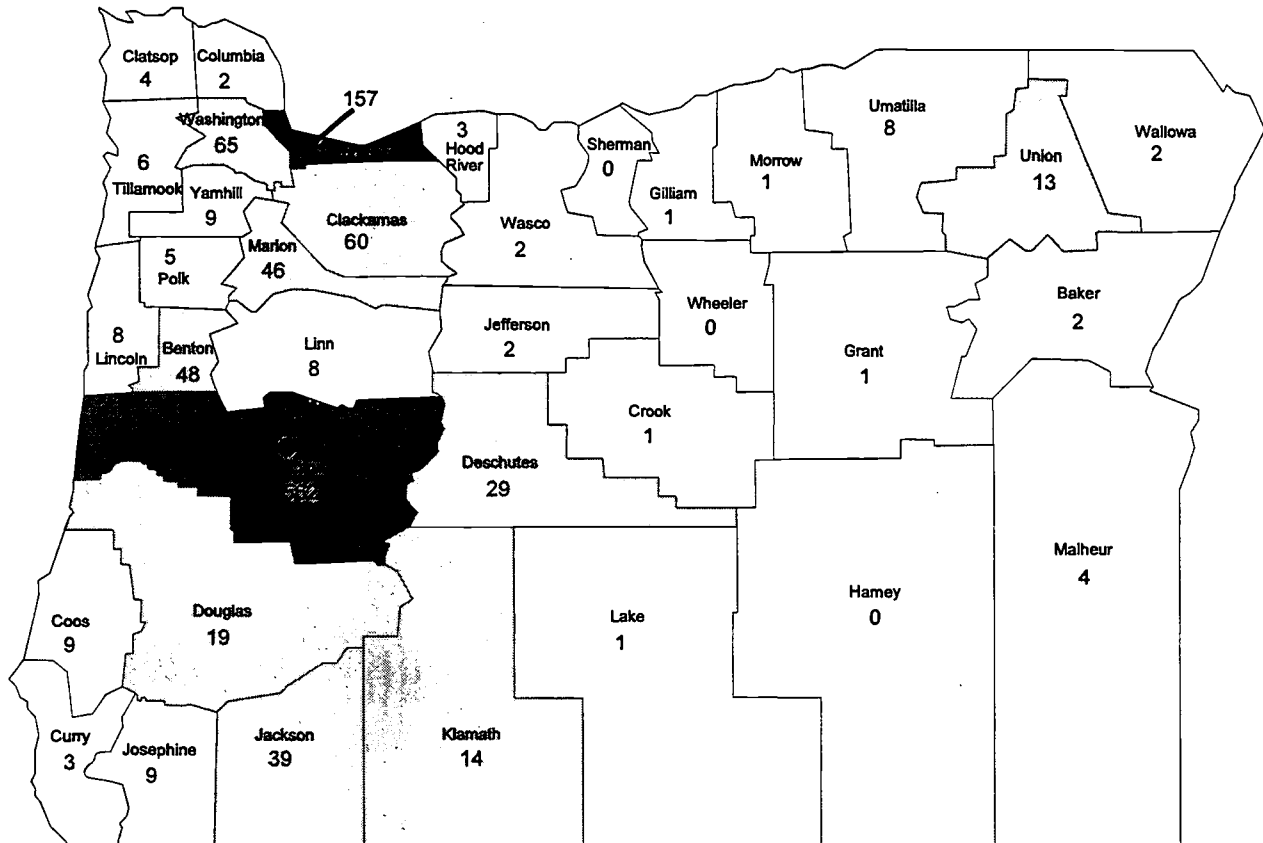 Clatsop
4
Columbia
2
157
Washington
65
6
Tillamook
Yamhill
9
3
Hood
River
Sherman
0
Gilliam
1
Morrow
1
Umatilla
8
Union
13
Wallowa
2
Clackamas
60
Wasco
2
5
Polk
Marion
46
8
Lincoln
Benton
48
Linn
8
Jefferson
2
Wheeler
0
Grant
1
Baker
2
Crook
1
Deschutes
29
Malheur
4
Harney
0
Coos
9
Douglas
19
Lake
1
Curry
3
Josephine
9
Jackson
39
Klamath
14